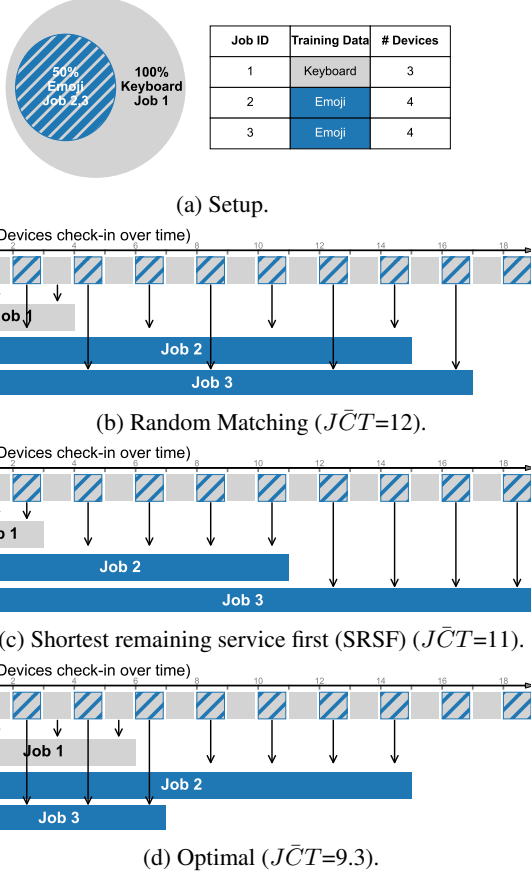 50%
Emoji
Job 2,3
100%
Keyboard
Job 1
Job ID Training Data # Devices
1 Keyboard 3
2 Emoji 4
3 Emoji 4
(a) Setup.
Devices check-in over time)
2 4 6 8 10 12 14 16 18
Job 1
Job 2
Job 3
(b) Random Matching (JC̄T=12).
Devices check-in over time)
2 4 6 8 10 12 14 16 18
b 1
Job 2
Job 3
(c) Shortest remaining service first (SRSF) (JC̄T=11).
Devices check-in over time)
2 4 6 8 10 12 14 16 18
Job 1
Job 2
Job 3
(d) Optimal (JC̄T=9.3).